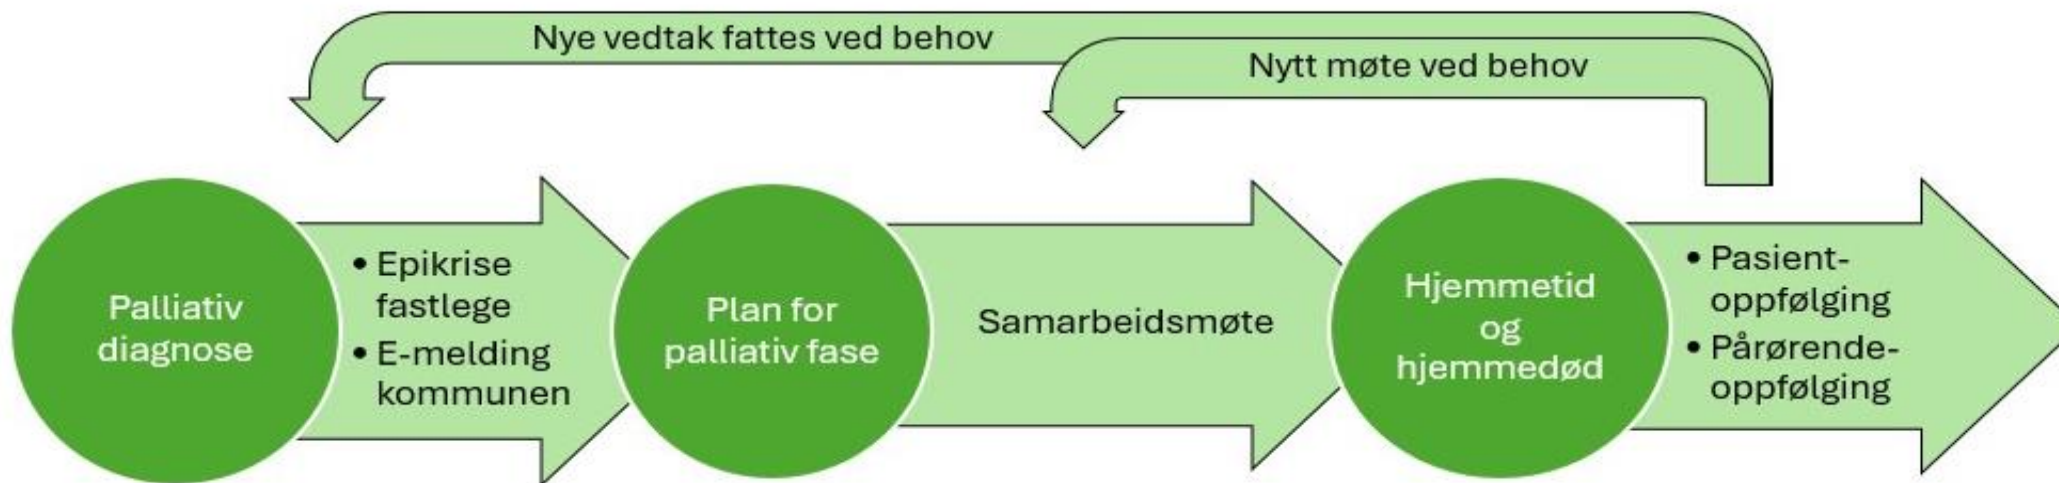 Nye vedtak fattes ved behov
Nytt møte ved behov
Palliativ
diagnose
• Epikrise
fastlege
• E-melding
kommunen
Plan for
palliativ fase
Samarbeidsmøte
Hjemmetid
og
hjemmedød
• Pasient-
oppfølging
• Pårørende-
oppfølging